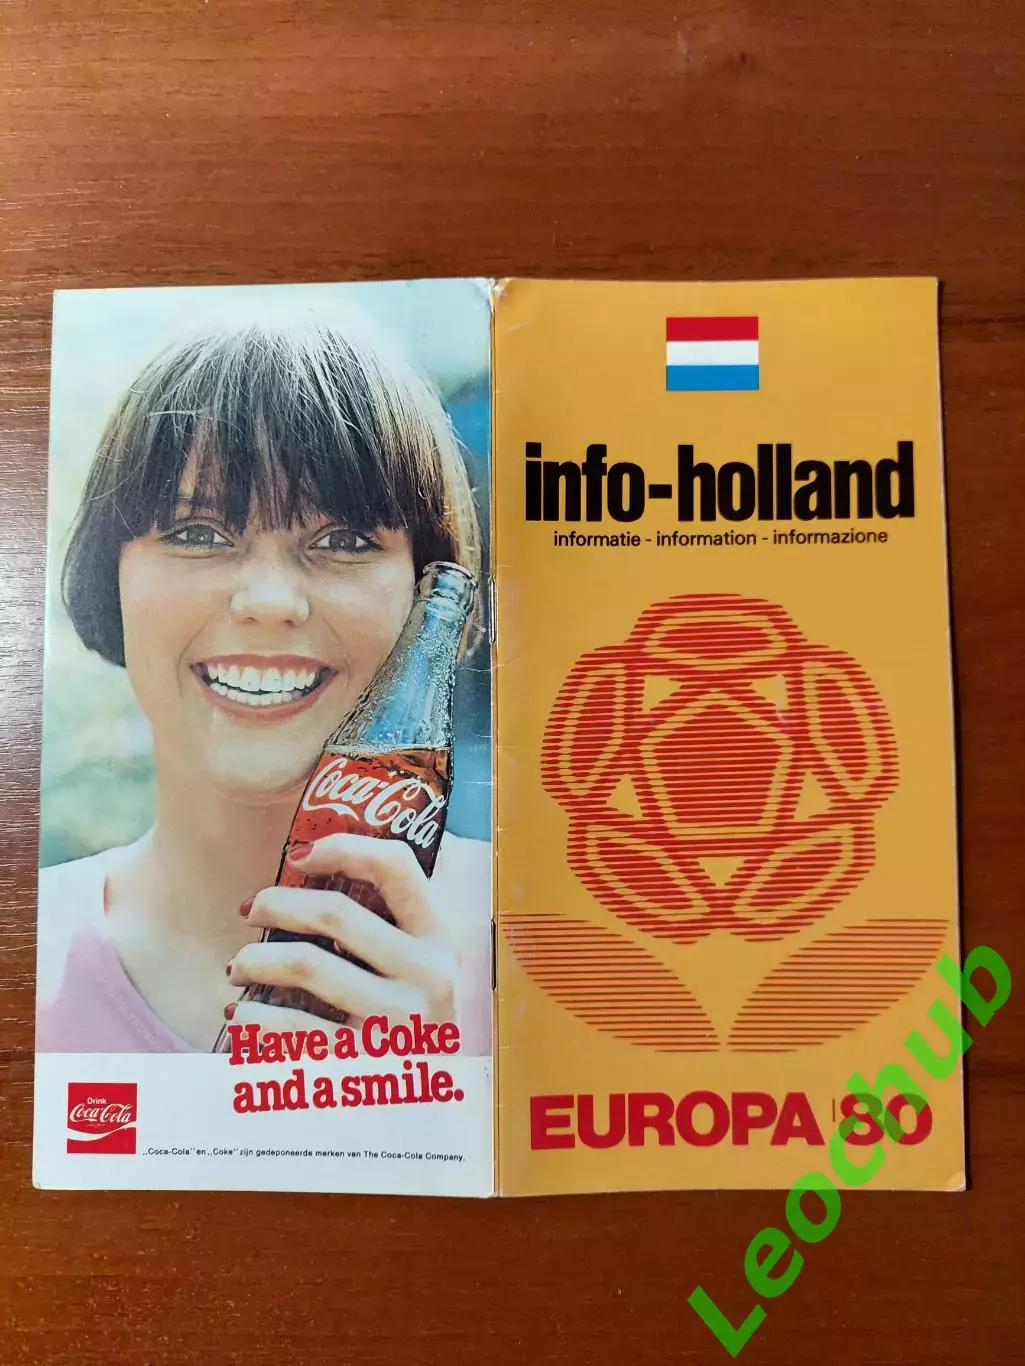 Coca-Cola
Have a Coke
and a smile.
Drink
Coca-Cola
„Coca-Cola" en „Coke" zijn gedeponeerde merken van The Coca-Cola Company.
info-holland
informatie - information - informazione
EUROPA '80
Leochub